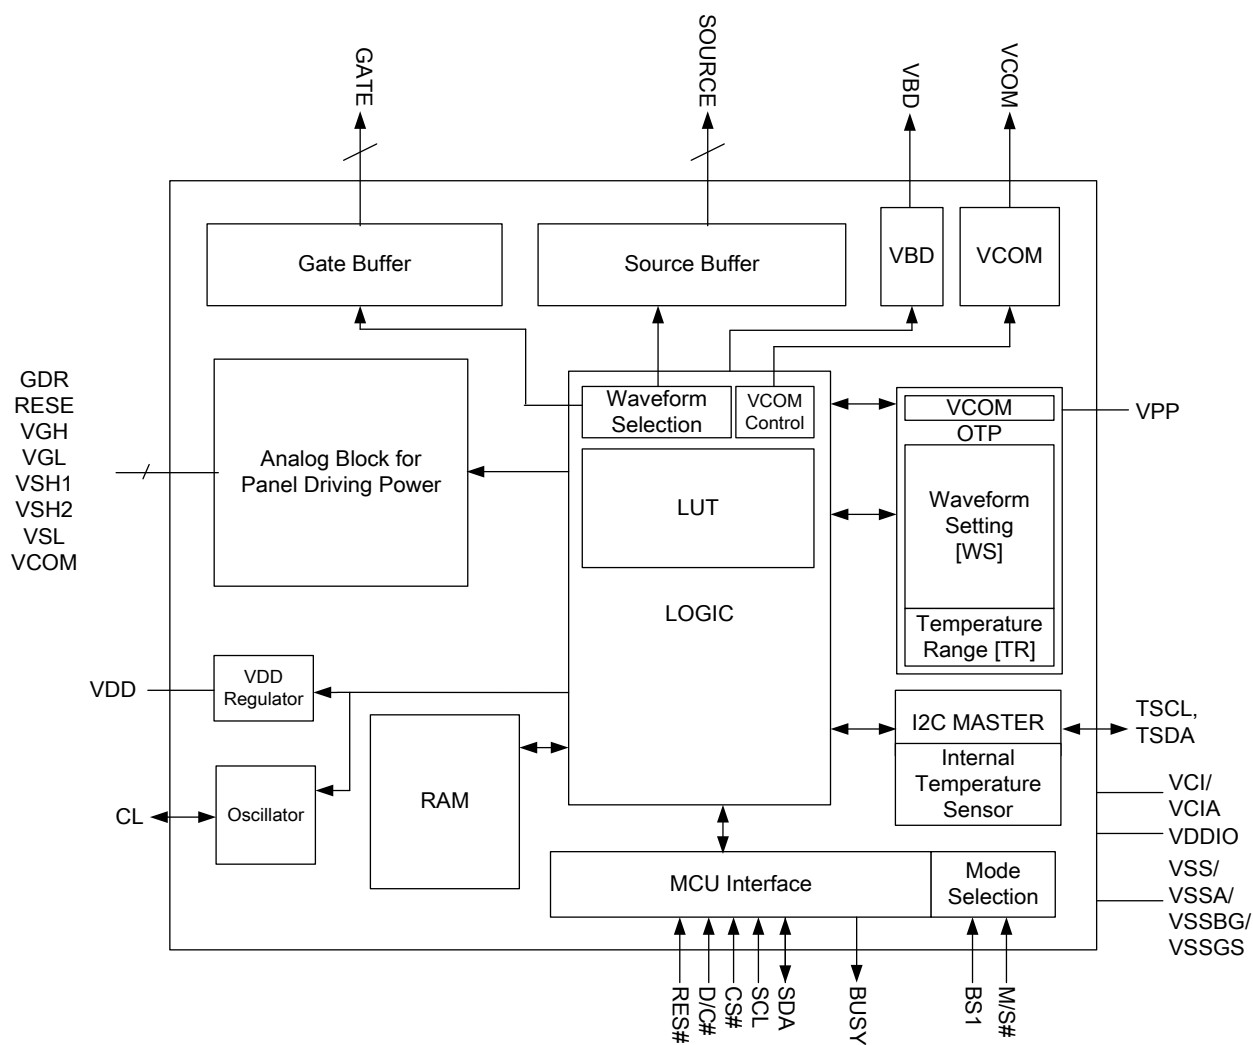 GATE
SOURCE
VBD
VCOM
Gate Buffer
Source Buffer
VBD
VCOM
GDR
RESE
VGH
VGL
VSH1
VSH2
VSL
VCOM
Analog Block for
Panel Driving Power
Waveform
Selection
VCOM
Control
LUT
LOGIC
VCOM
OTP
Waveform
Setting
[WS]
Temperature
Range [TR]
VPP
VDD
VDD
Regulator
CL
Oscillator
RAM
I2C MASTER
Internal
Temperature
Sensor
TSCL,
TSDA
VCI/
VCIA
VDDIO
VSS/
VSSA/
VSSBG/
VSSGS
MCU Interface
Mode
Selection
RES#
D/C#
CS#
SCL
SDA
BUSY
BS1
M/S#